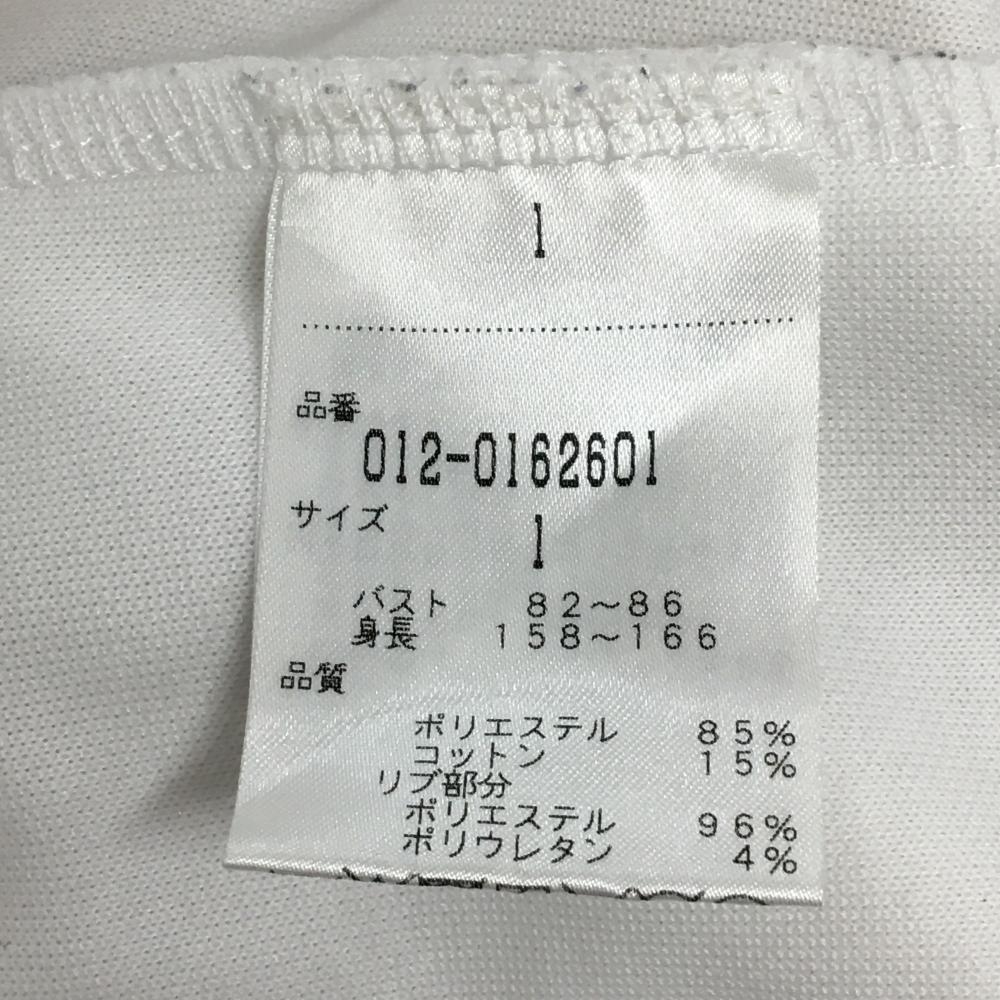 1
品番
012-0162601
サイズ
1
バスト 82～86
身長 158～166
品質
ポリエステル 85%
コットン 15%
リブ部分
ポリエステル 96%
ポリウレタン 4%